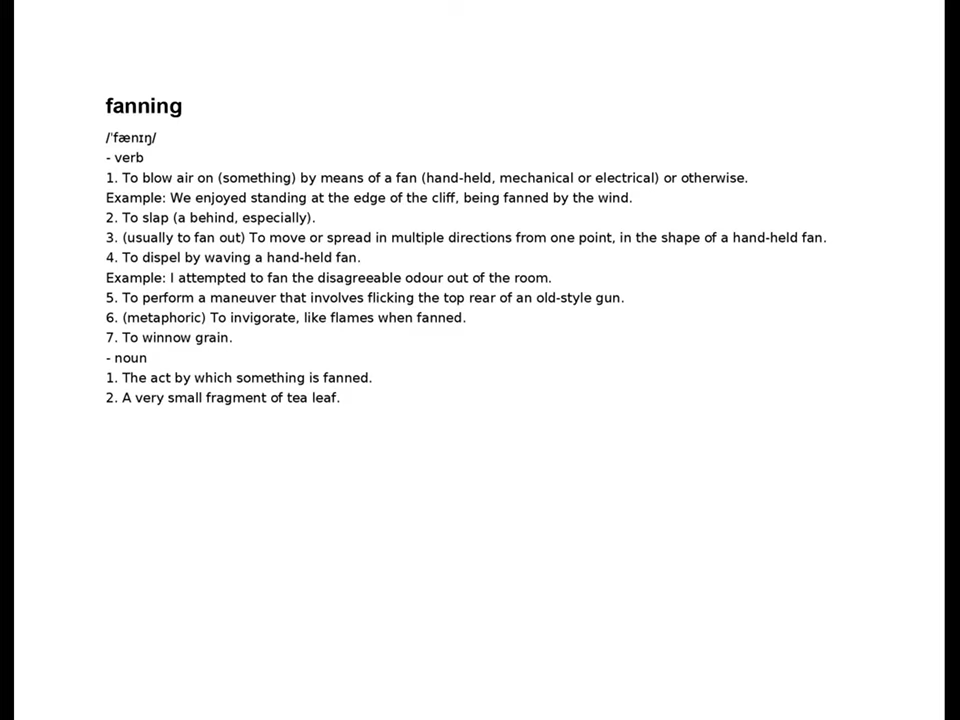 fanning
/ˈfænɪŋ/
- verb
1. To blow air on (something) by means of a fan (hand-held, mechanical or electrical) or otherwise.
Example: We enjoyed standing at the edge of the cliff, being fanned by the wind.
2. To slap (a behind, especially).
3. (usually to fan out) To move or spread in multiple directions from one point, in the shape of a hand-held fan.
4. To dispel by waving a hand-held fan.
Example: I attempted to fan the disagreeable odour out of the room.
5. To perform a maneuver that involves flicking the top rear of an old-style gun.
6. (metaphoric) To invigorate, like flames when fanned.
7. To winnow grain.
- noun
1. The act by which something is fanned.
2. A very small fragment of tea leaf.